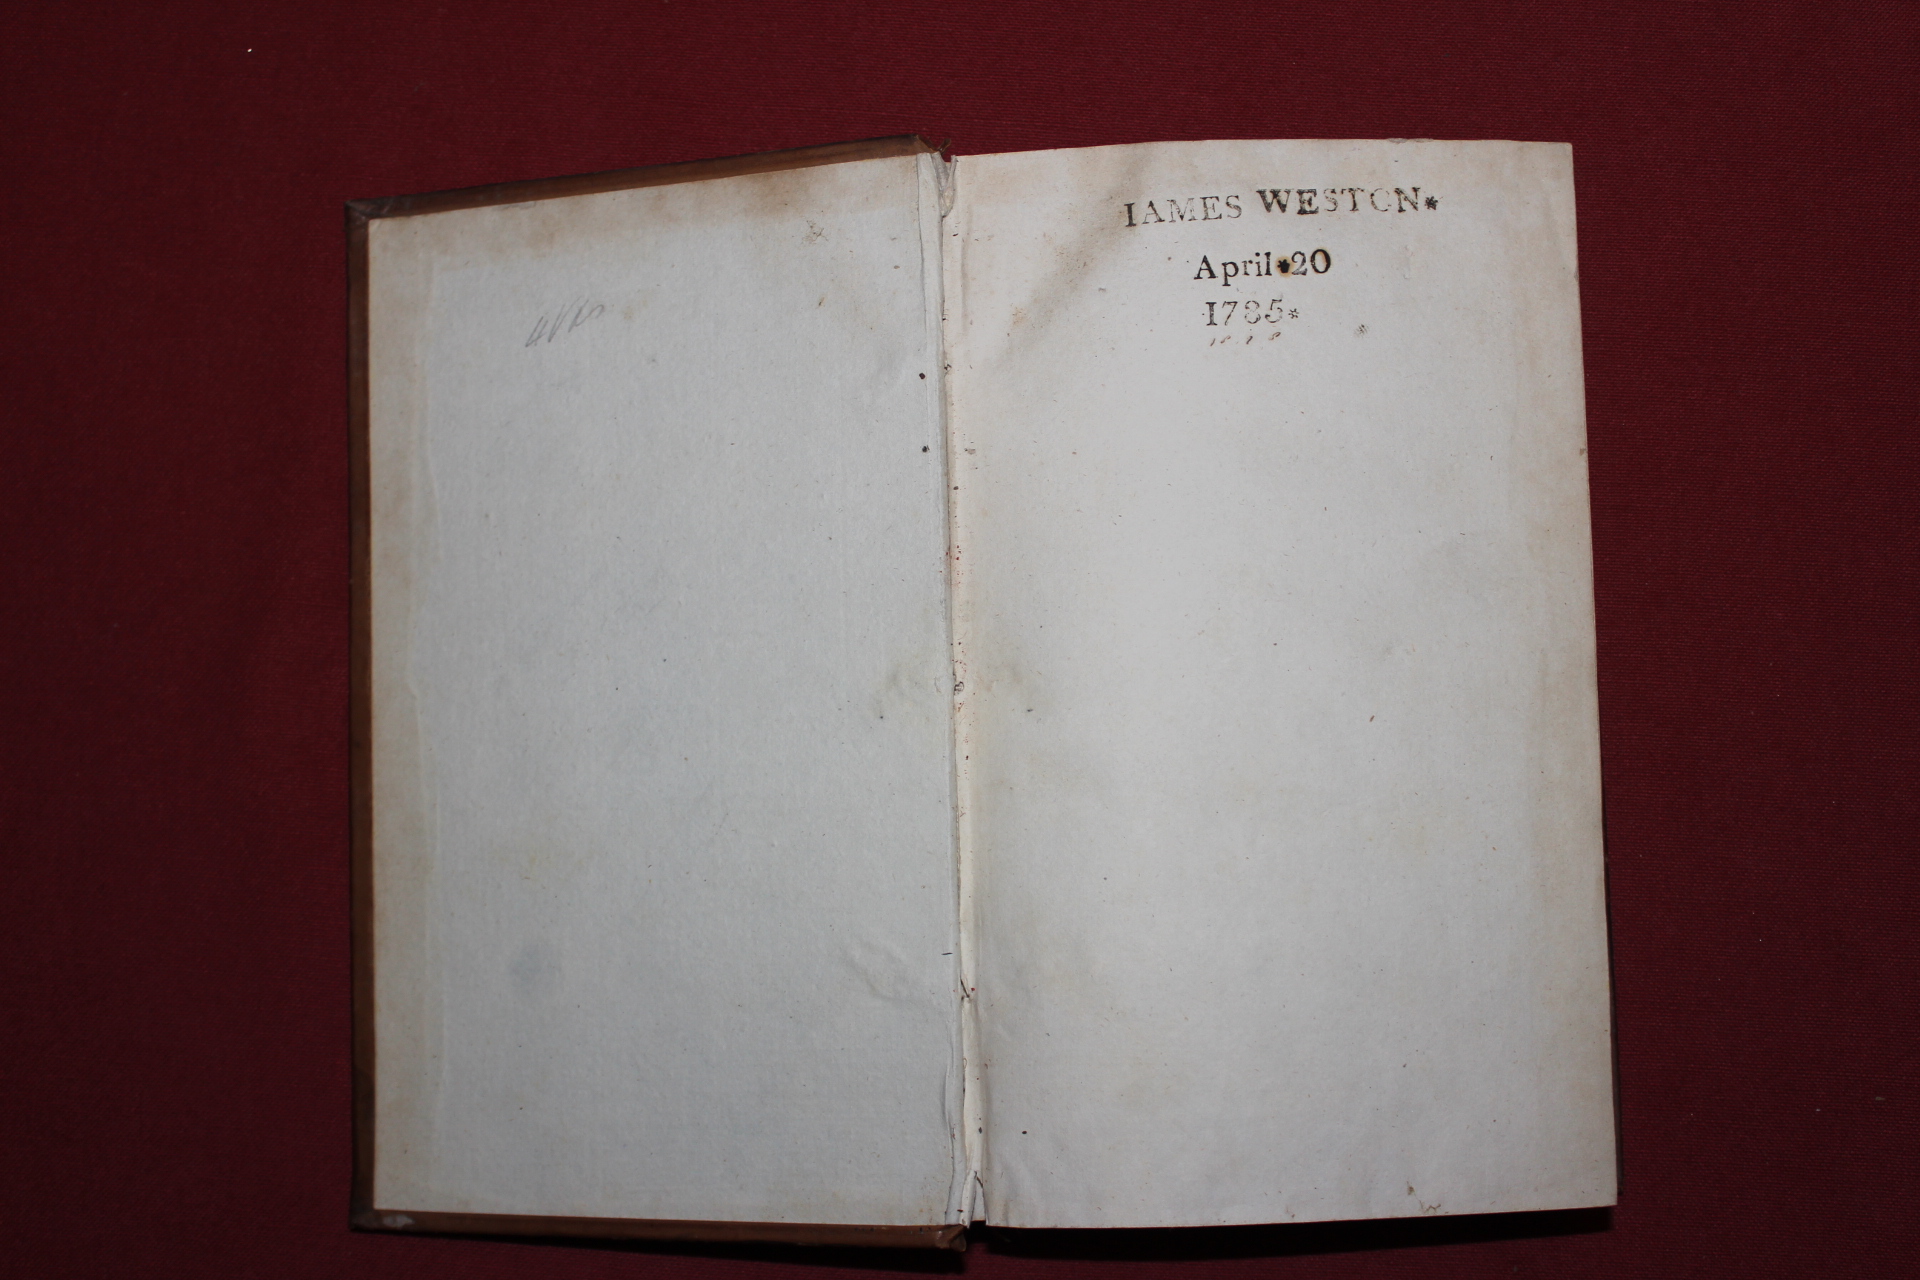 IAMES WESTON*
April*20
1785*